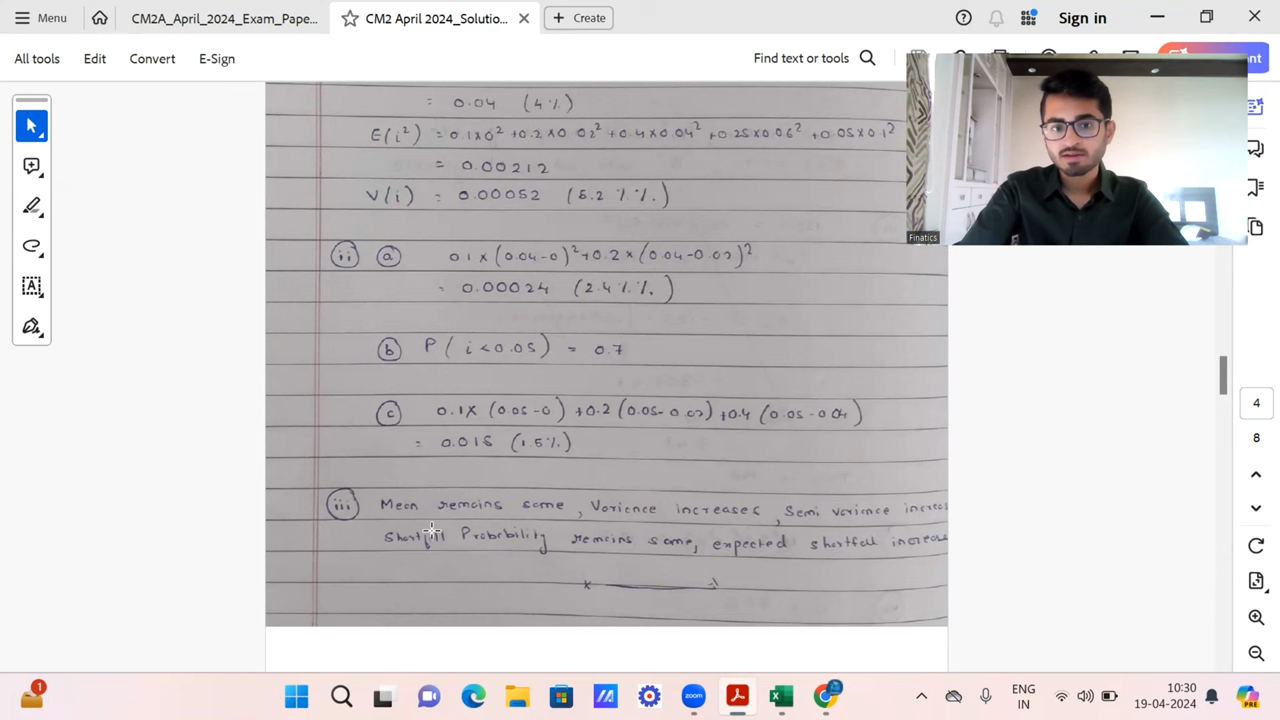 Menu
CM2A_April_2024_Exam_Pape...
CM2 April 2024_Solutio...
Create
Sign in
All tools
Edit
Convert
E-Sign
Find text or tools
= 0.04 (4%)
E(i²) = 0.1×0² +0.2×0.02² +0.4×0.04² +0.25×0.06² +0.05×0.1²
= 0.00212
V(i) = 0.00052 (5.2%%)
ii a 0.1 × (0.04-0)² +0.2 × (0.04-0.02)²
= 0.00024 (2.4%%)
b P(i<0.05) = 0.7
c 0.1× (0.05-0) +0.2 (0.05-0.02) +0.4 (0.05-0.04)
= 0.015 (1.5%)
iii Mean remains same, Variance increases, Semi variance increas
Shortfall Probability remains same, expected shortfall increase
Finatics
4
8
1
ENG
IN
10:30
19-04-2024
PRE